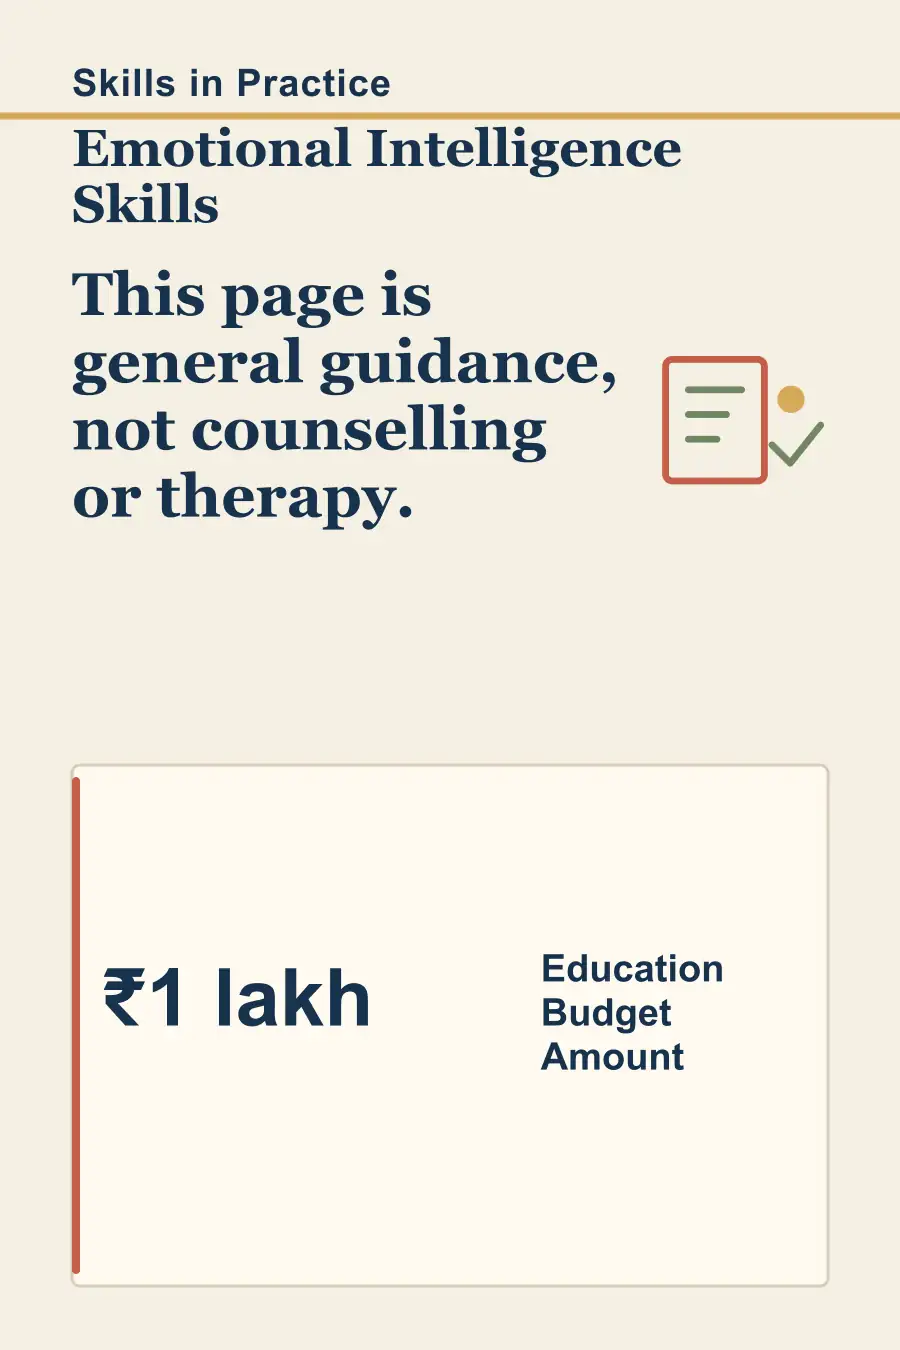 Skills in Practice
Emotional Intelligence
Skills
This page is
general guidance,
not counselling
or therapy.
₹1 lakh
Education
Budget
Amount